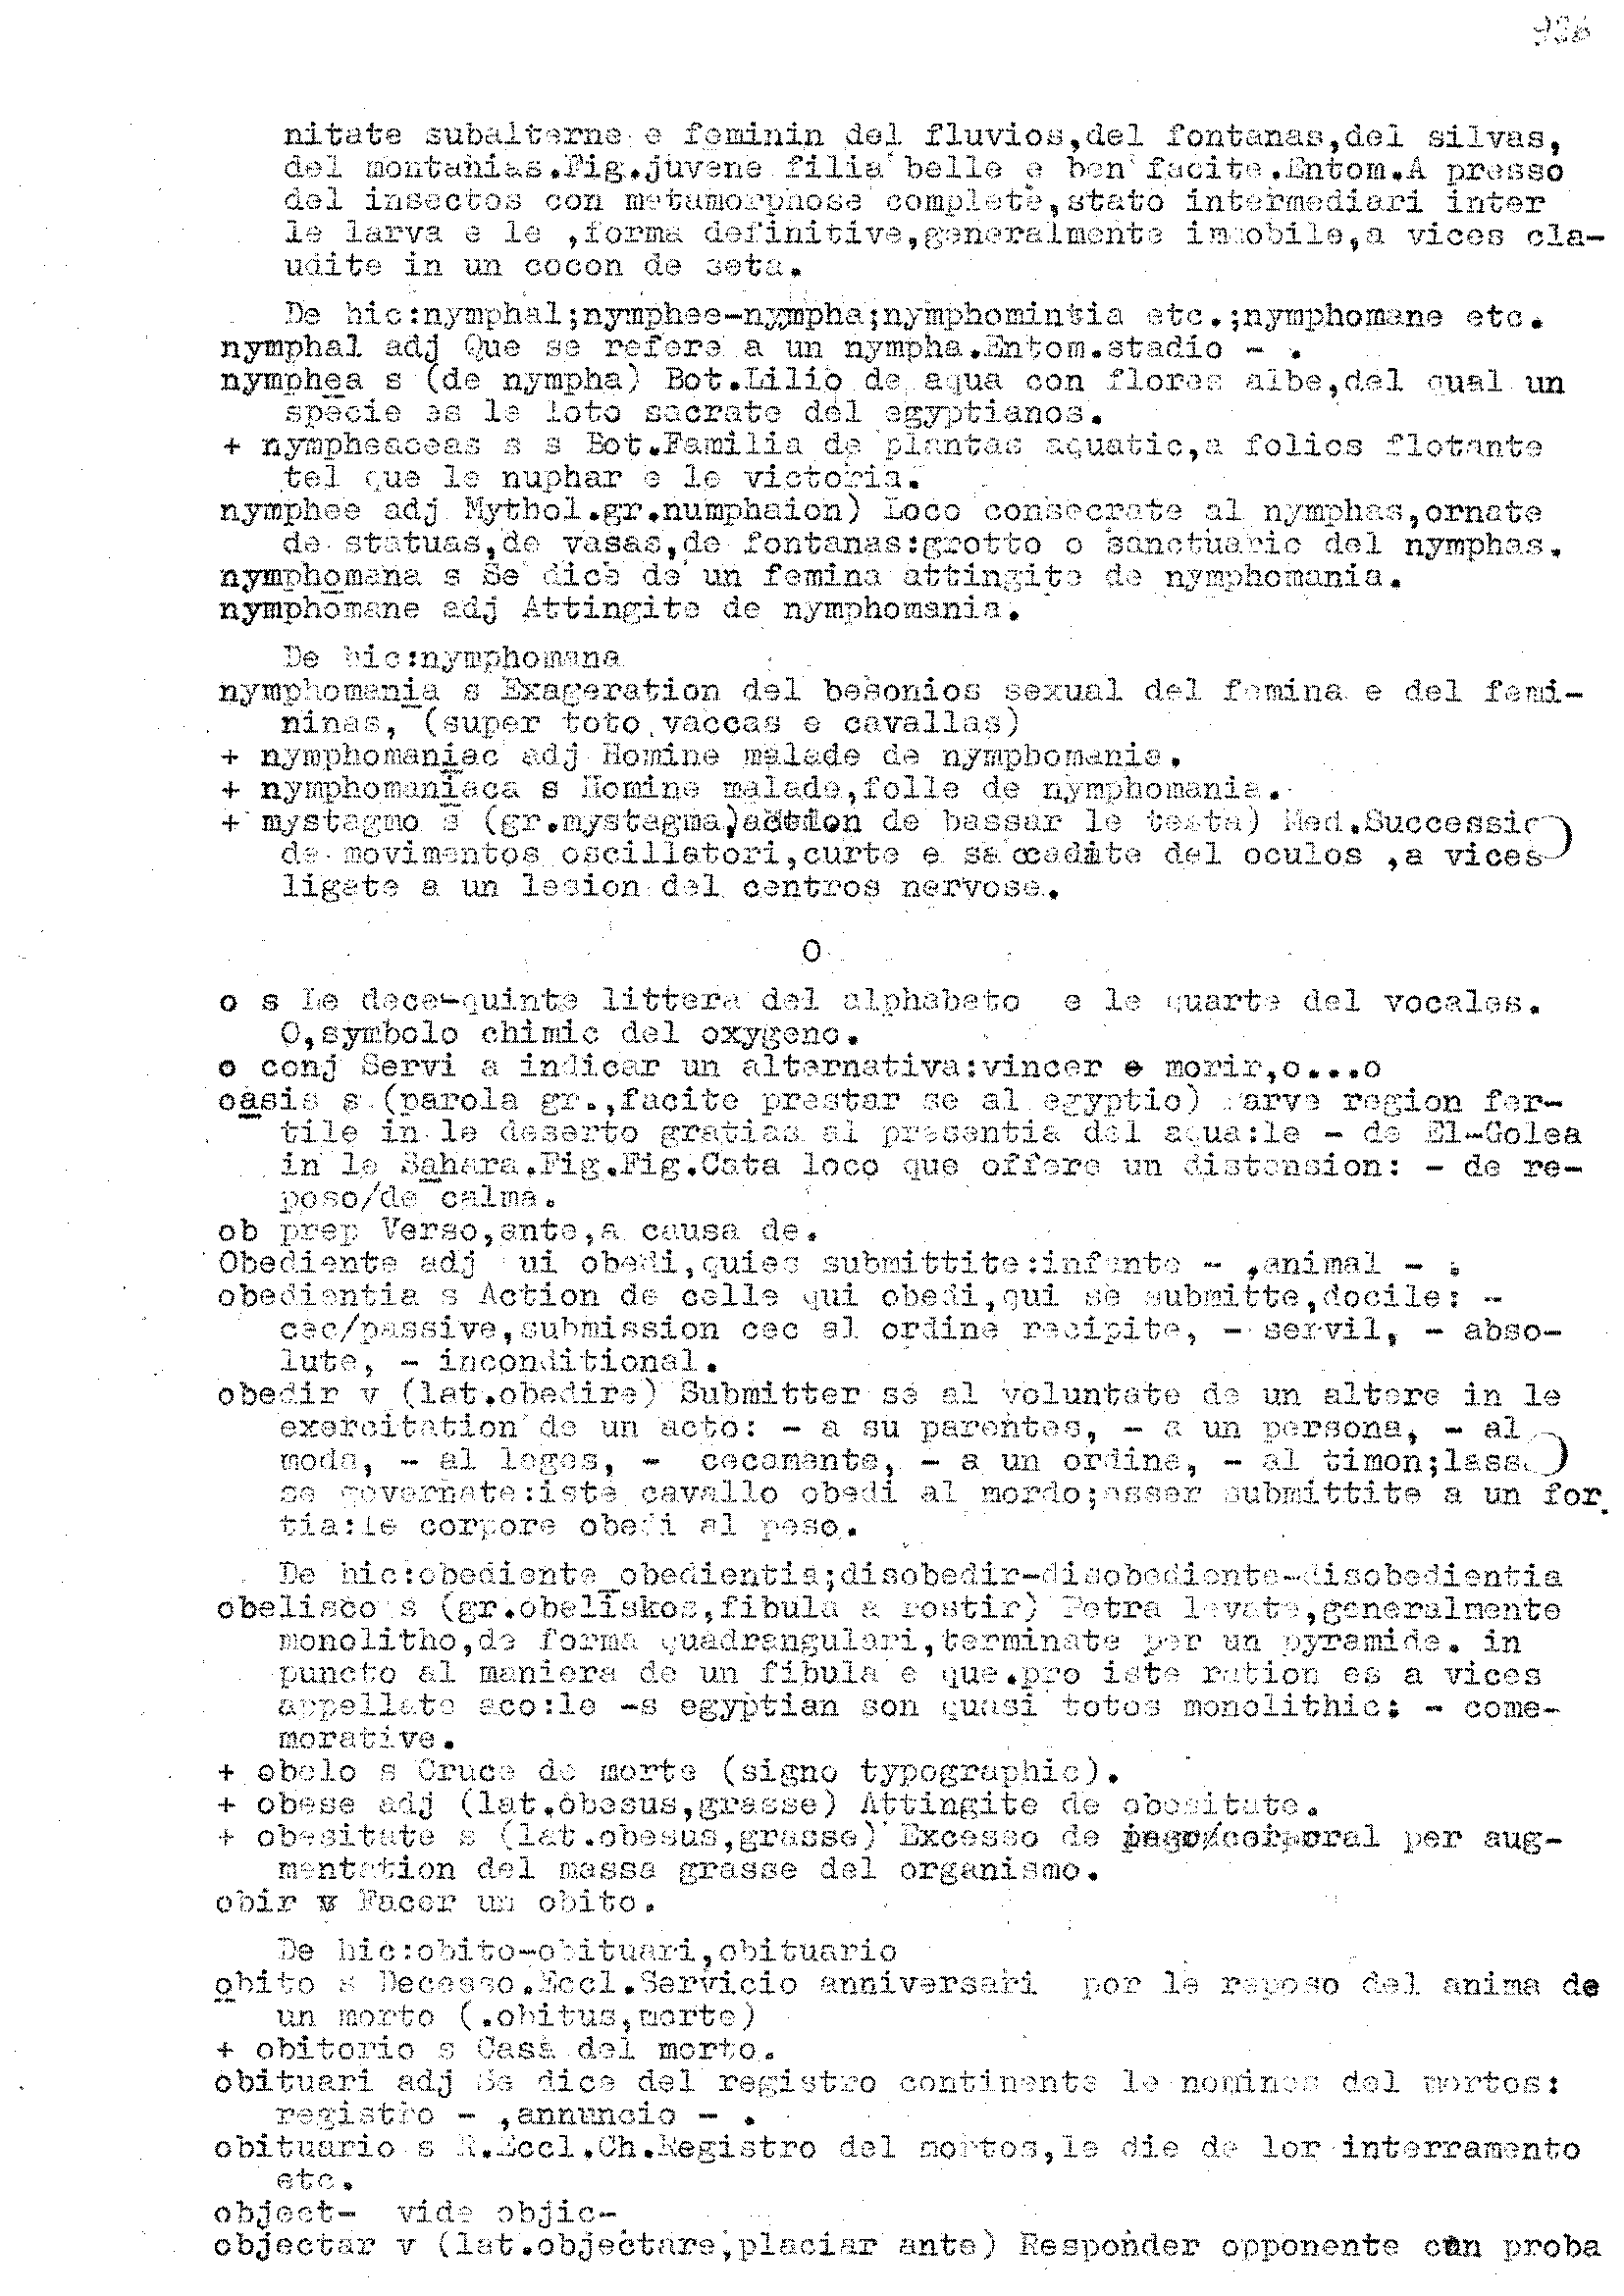 936
nitate subalterne e feminin del fluvios,del fontanas,del silvas,
del montanias.Fig.juvene filia belle e ben facite.Entom.A presso
del insectos con metamorphose complete,stato intermediari inter
le larva e le ,forma definitive,generalmente immobile,a vices cla-
udite in un cocon de seta.
De hic:nymphal;nymphee-nympha;nymphomintia etc.;nymphomane etc.
nymphal adj Que se refere a un nympha.Entom.stadio - .
nymphea s (de nympha) Bot.Lilio de aqua con flores albe,del qual un
specie es le loto sacrate del egyptianos.
+ nympheaceas s s Bot.Familia de plantas aquatic,a folios flotante
tel que le nuphar e le victoria.
nymphee adj Mythol.gr.numphaion) Loco consecrate al nymphas,ornate
de statuas,de vasas,de fontanas:grotto o sanctuario del nymphas.
nymphomana s Se dice de un femina attingite de nymphomania.
nymphomane adj Attingite de nymphomania.
De hic:nymphomana
nymphomania s Exageration del besonios sexual del femina e del femi-
ninas, (super toto vaccas e cavallas)
+ nymphomaniac adj Homine malade de nymphomania.
+ nymphomaniaca s Homine malade,folle de nymphomania.
+ mystagmo s (gr.mystagma,action de bassar le testa) Med.Successio
de movimentos oscillatori,curte e saccadite del oculos ,a vices
ligate a un lesion del centros nervose.
O
o s Le dece-quinte littera del alphabeto e le quarte del vocales.
O,symbolo chimic del oxygeno.
o conj Servi a indicar un alternativa:vincer o morir,o...o
oasis s (parola gr.,facite prestar se al egyptio) Parve region fer-
tile in le deserto gratias al presentia del aqua:le - de El-Golea
in le Sahara.Fig.Fig.Cata loco que offere un distension: - de re-
poso/de calma.
ob prep Verso,ante,a causa de.
Obediente adj ui obedi,quies submittite:infante - ,animal - .
obedientia s Action de celle qui obedi,qui se submitte,docile: -
cec/passive,submission cec al ordine recipite, - servil, - abso-
lute, - inconditional.
obedir v (lat.obedire) Submitter se al voluntate de un altere in le
exercitation de un acto: - a su parentes, - a un persona, - al
moda, - al leges, - cecamente, - a un ordine, - al timon;lassa
se governate:iste cavallo obedi al mordo;esser submittite a un for
tia:le corpore obedi al peso.
De hic:obediente_obedientia;disobedir-disobediente-disobedientia
obelisco s (gr.obeliskos,fibula a rostir) Petra levate,generalmente
monolitho,de forma quadrangulari,terminate per un pyramide. in
puncto al maniera de un fibula e que.pro iste ration es a vices
appellate aco:le -s egyptian son quasi totos monolithic: - come-
morative.
+ obelo s Cruce de morte (signo typographic).
+ obese adj (lat.obesus,grasse) Attingite de obesitate.
+ obesitate s (lat.obesus,grasse) Excesso de corporal per aug-
mentation del massa grasse del organismo.
obir v Facer un obito.
De hic:obito-obituari,obituario
obito s Decesso.Eccl.Servicio anniversari por le reposo del anima de
un morto (.obitus,morte)
+ obitorio s Casa del morto.
obituari adj Se dice del registro continente le nomines del mortos:
registro - ,annuncio - .
obituario s R.Eccl.Ch.Registro del mortos,le die de lor interramento
etc.
object- vide objic-
objectar v (lat.objectare,placiar ante) Responder opponente con proba